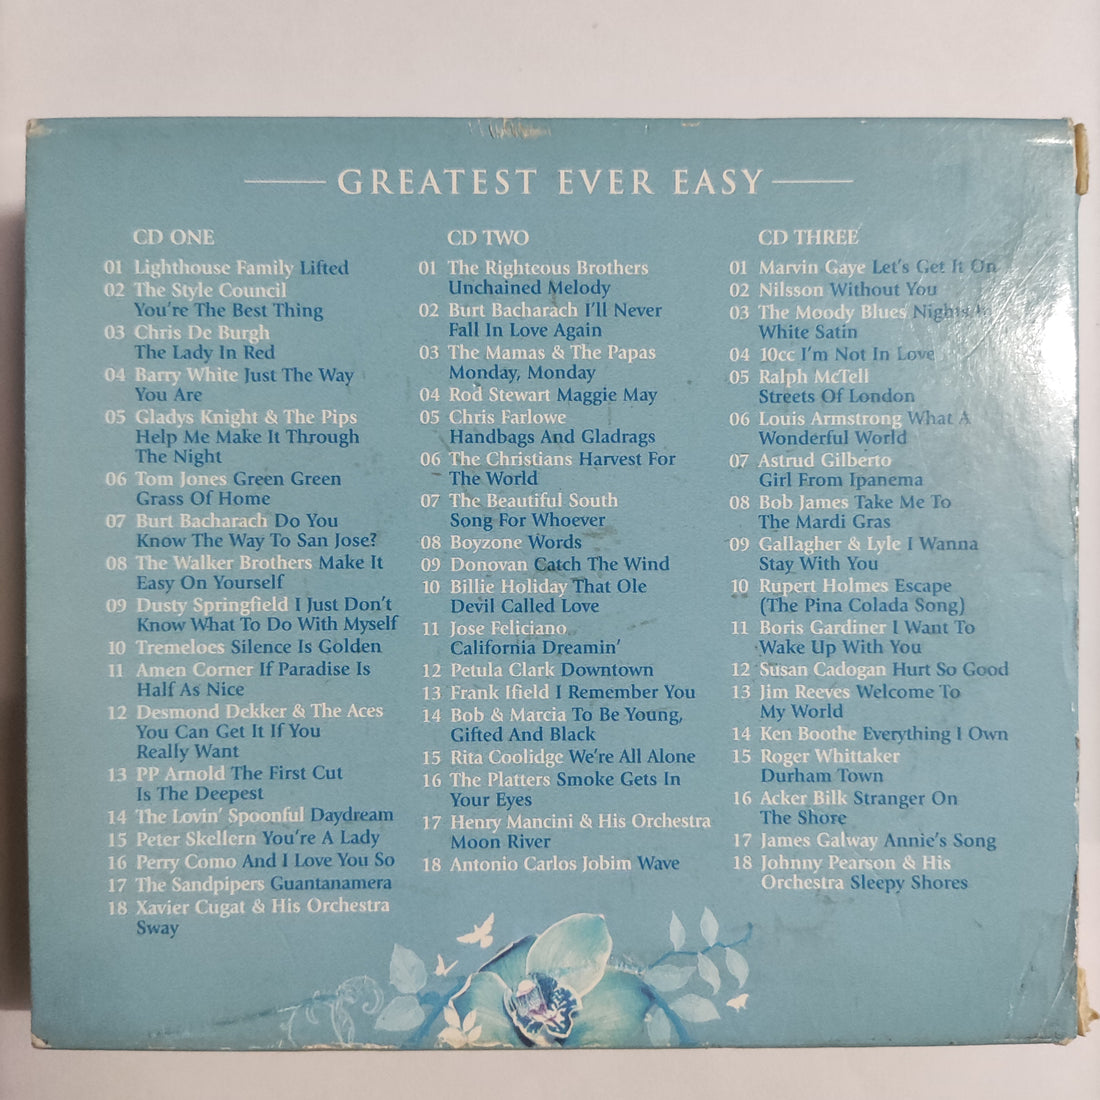 GREATEST EVER EASY
CD ONE
01 Lighthouse Family Lifted
02 The Style Council
You're The Best Thing
03 Chris De Burgh
The Lady In Red
04 Barry White Just The Way
You Are
05 Gladys Knight & The Pips
Help Me Make It Through
The Night
06 Tom Jones Green Green
Grass Of Home
07 Burt Bacharach Do You
Know The Way To San Jose?
08 The Walker Brothers Make It
Easy On Yourself
09 Dusty Springfield I Just Don't
Know What To Do With Myself
10 Tremeloes Silence Is Golden
11 Amen Corner If Paradise Is
Half As Nice
12 Desmond Dekker & The Aces
You Can Get It If You
Really Want
13 PP Arnold The First Cut
Is The Deepest
14 The Lovin' Spoonful Daydream
15 Peter Skellern You're A Lady
16 Perry Como And I Love You So
17 The Sandpipers Guantanamera
18 Xavier Cugat & His Orchestra
Sway
CD TWO
01 The Righteous Brothers
Unchained Melody
02 Burt Bacharach I'll Never
Fall In Love Again
03 The Mamas & The Papas
Monday, Monday
04 Rod Stewart Maggie May
05 Chris Farlowe
Handbags And Gladrags
06 The Christians Harvest For
The World
07 The Beautiful South
Song For Whoever
08 Boyzone Words
09 Donovan Catch The Wind
10 Billie Holiday That Ole
Devil Called Love
11 Jose Feliciano
California Dreamin'
12 Petula Clark Downtown
13 Frank Ifield I Remember You
14 Bob & Marcia To Be Young,
Gifted And Black
15 Rita Coolidge We're All Alone
16 The Platters Smoke Gets In
Your Eyes
17 Henry Mancini & His Orchestra
Moon River
18 Antonio Carlos Jobim Wave
CD THREE
01 Marvin Gaye Let's Get It On
02 Nilsson Without You
03 The Moody Blues Nights
White Satin
04 10cc I'm Not In Love
05 Ralph McTell
Streets Of London
06 Louis Armstrong What A
Wonderful World
07 Astrud Gilberto
Girl From Ipanema
08 Bob James Take Me To
The Mardi Gras
09 Gallagher & Lyle I Wanna
Stay With You
10 Rupert Holmes Escape
(The Pina Colada Song)
11 Boris Gardiner I Want To
Wake Up With You
12 Susan Cadogan Hurt So Good
13 Jim Reeves Welcome To
My World
14 Ken Boothe Everything I Own
15 Roger Whittaker
Durham Town
16 Acker Bilk Stranger On
The Shore
17 James Galway Annie's Song
18 Johnny Pearson & His
Orchestra Sleepy Shores